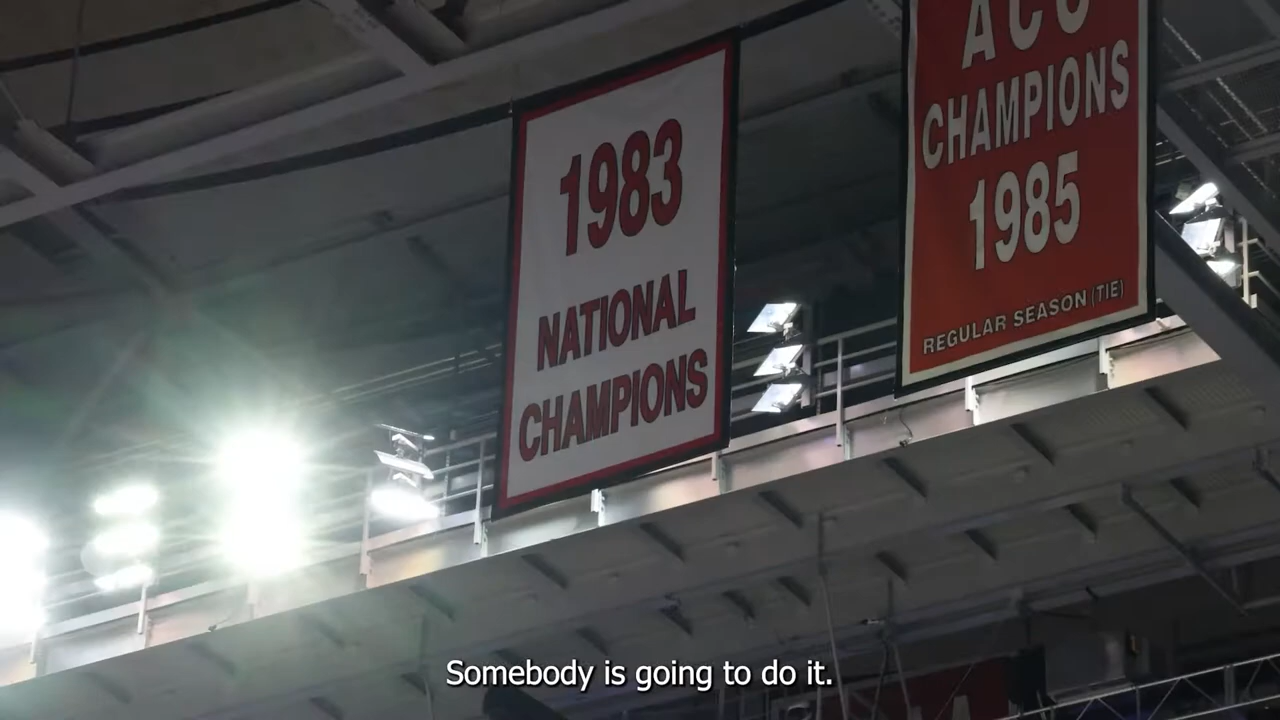 1983
NATIONAL
CHAMPIONS
ACC
CHAMPIONS
1985
REGULAR SEASON (TIE)
Somebody is going to do it.